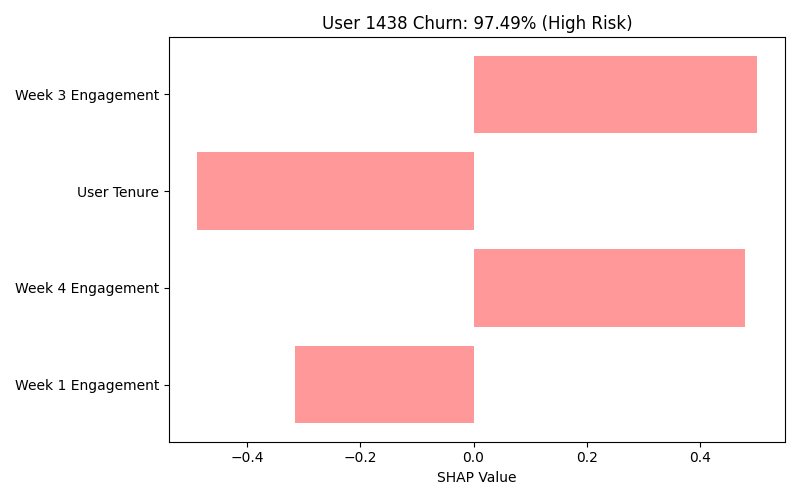 User 1438 Churn: 97.49% (High Risk)
Week 3 Engagement
User Tenure
Week 4 Engagement
Week 1 Engagement
−0.4 −0.2 0.0 0.2 0.4
SHAP Value